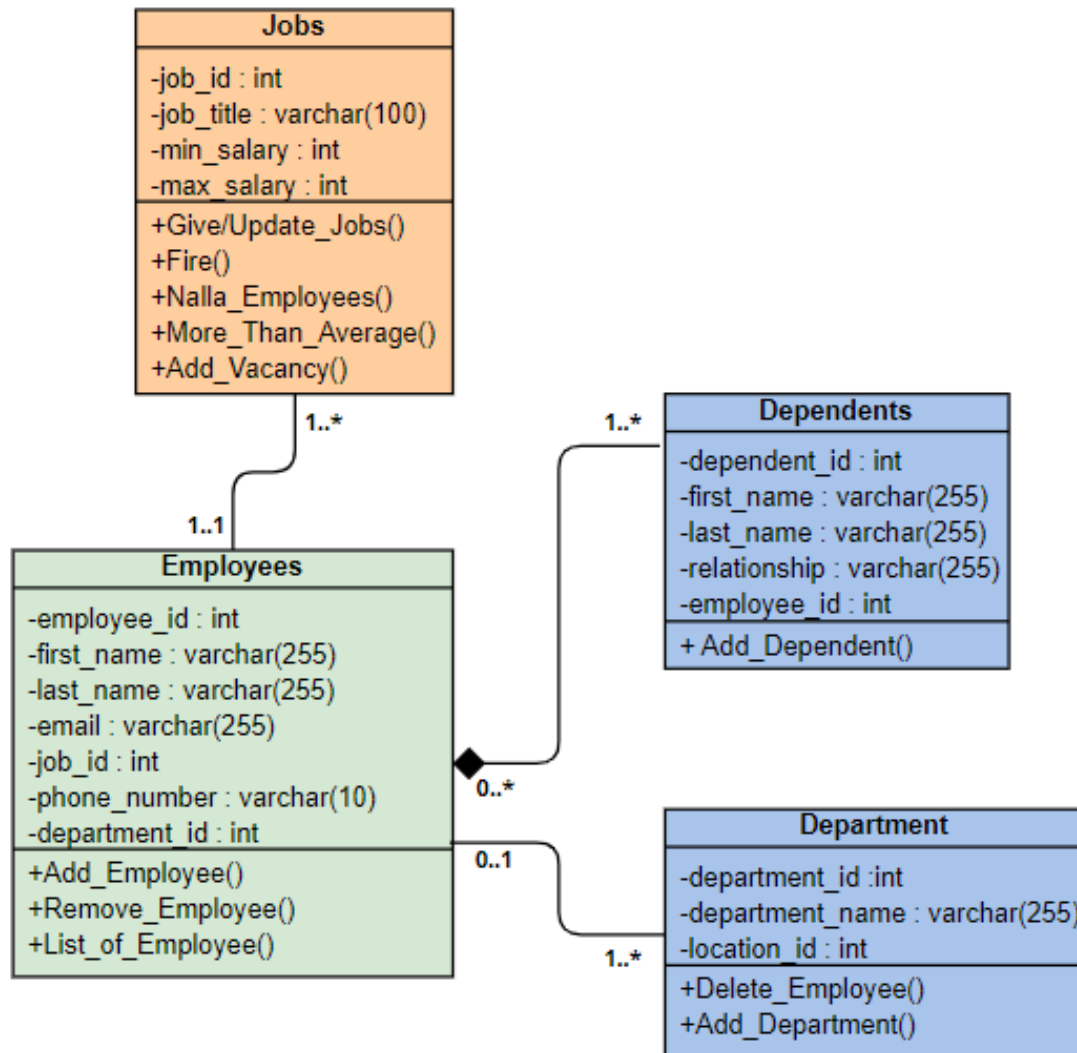 Jobs
-job_id : int
-job_title : varchar(100)
-min_salary : int
-max_salary : int
+Give/Update_Jobs()
+Fire()
+Nalla_Employees()
+More_Than_Average()
+Add_Vacancy()
1..*
1..1
Employees
-employee_id : int
-first_name : varchar(255)
-last_name : varchar(255)
-email : varchar(255)
-job_id : int
-phone_number : varchar(10)
-department_id : int
+Add_Employee()
+Remove_Employee()
+List_of_Employee()
0..*
1..*
Dependents
-dependent_id : int
-first_name : varchar(255)
-last_name : varchar(255)
-relationship : varchar(255)
-employee_id : int
+ Add_Dependent()
0..1
1..*
Department
-department_id :int
-department_name : varchar(255)
-location_id : int
+Delete_Employee()
+Add_Department()